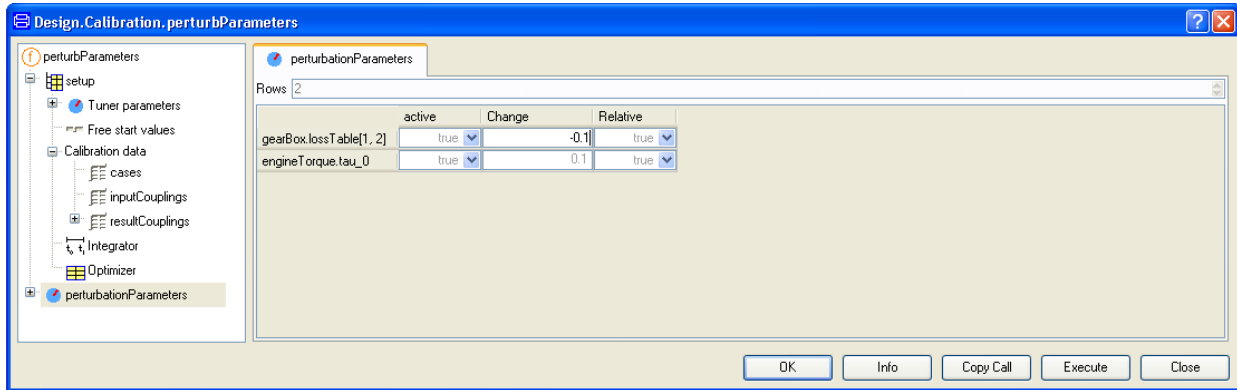 Design.Calibration.perturbParameters
perturbParameters
setup
Tuner parameters
Free start values
Calibration data
cases
inputCouplings
resultCouplings
Integrator
Optimizer
perturbationParameters
perturbationParameters
Rows 2
active Change Relative
gearBox.lossTable[1, 2] true -0.1 true
engineTorque.tau_0 true 0.1 true
OK Info Copy Call Execute Close